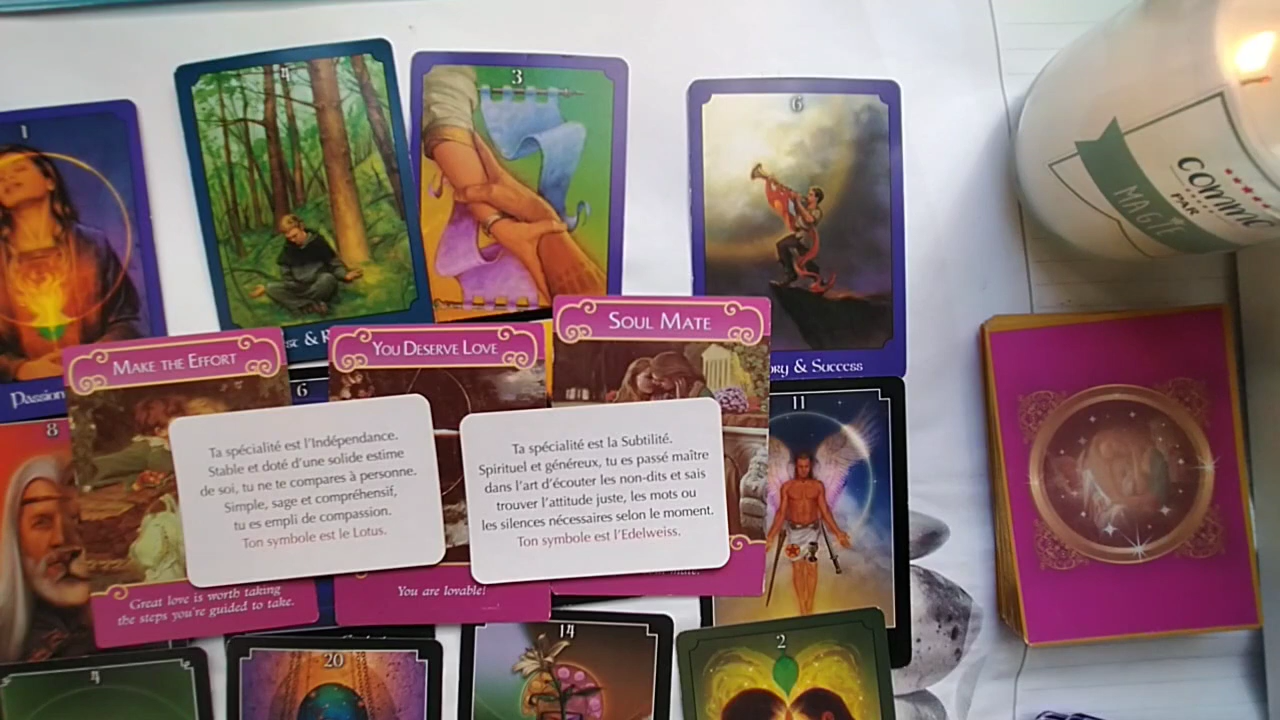 1
4
3
6
COMME
PAR
MAGIE
SOUL MATE
MAKE THE EFFORT
YOU DESERVE LOVE
& Success
Passion
8
6
11
Ta spécialité est l'Indépendance.
Stable et doté d'une solide estime
de soi, tu ne te compares à personne.
Simple, sage et compréhensif,
tu es empli de compassion.
Ton symbole est le Lotus.
Ta spécialité est la Subtilité.
Spirituel et généreux, tu es passé maître
dans l'art d'écouter les non-dits et sais
trouver l'attitude juste, les mots ou
les silences nécessaires selon le moment.
Ton symbole est l'Edelweiss.
Great love is worth taking
the steps you're guided to take.
You are lovable!
4
20
14
2